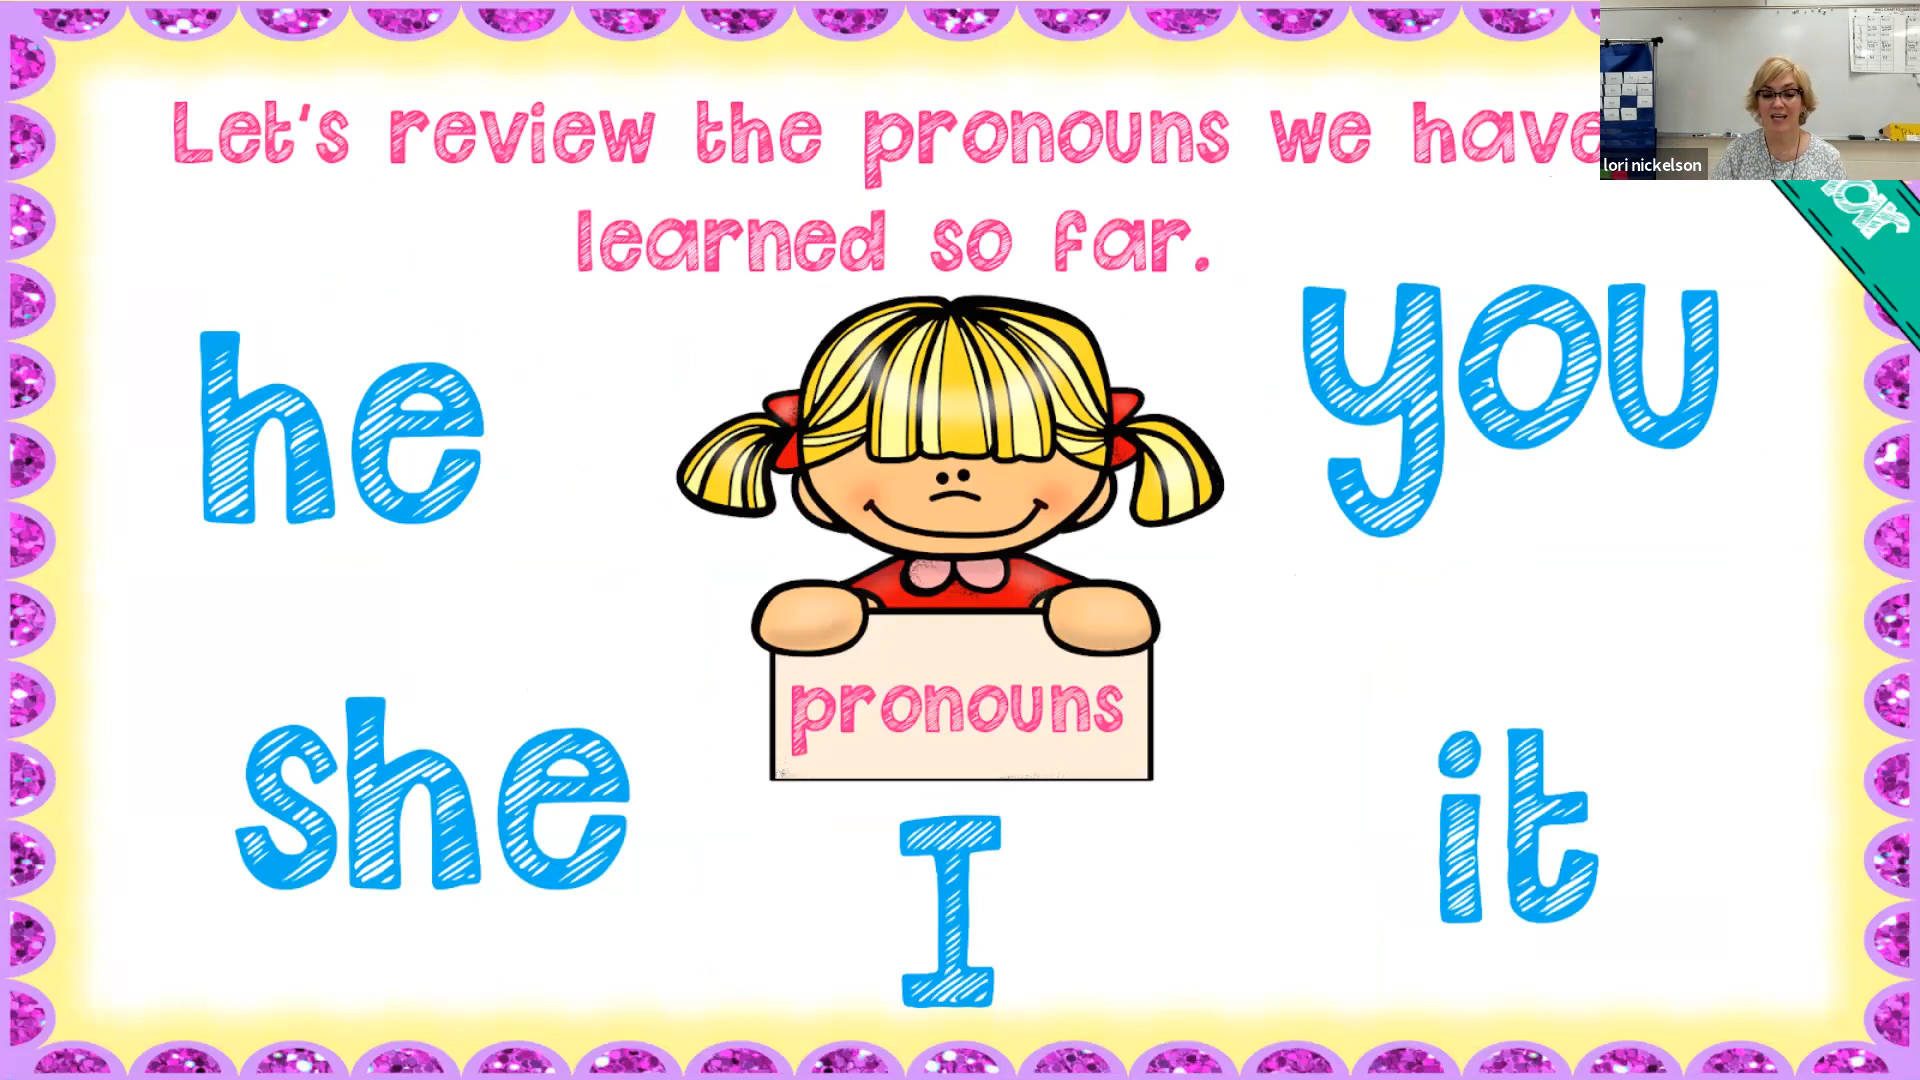 Let's review the pronouns we have
learned so far.
lori nickelson
he
you
pronouns
she
it
I